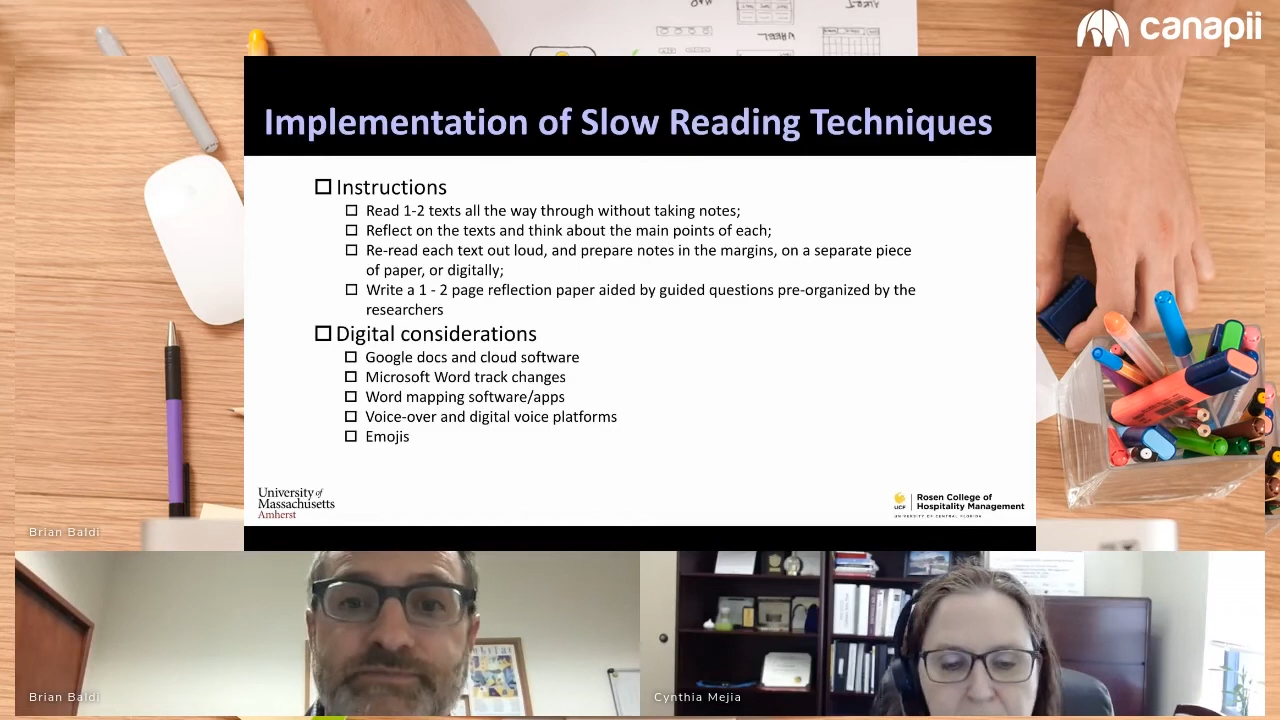 canapii
Implementation of Slow Reading Techniques
Instructions
Read 1-2 texts all the way through without taking notes;
Reflect on the texts and think about the main points of each;
Re-read each text out loud, and prepare notes in the margins, on a separate piece
of paper, or digitally;
Write a 1 - 2 page reflection paper aided by guided questions pre-organized by the
researchers
Digital considerations
Google docs and cloud software
Microsoft Word track changes
Word mapping software/apps
Voice-over and digital voice platforms
Emojis
University of
Massachusetts
Amherst
UCF
Rosen College of
Hospitality Management
UNIVERSITY OF CENTRAL FLORIDA
Brian Baldi
Brian Baldi
Cynthia Mejia